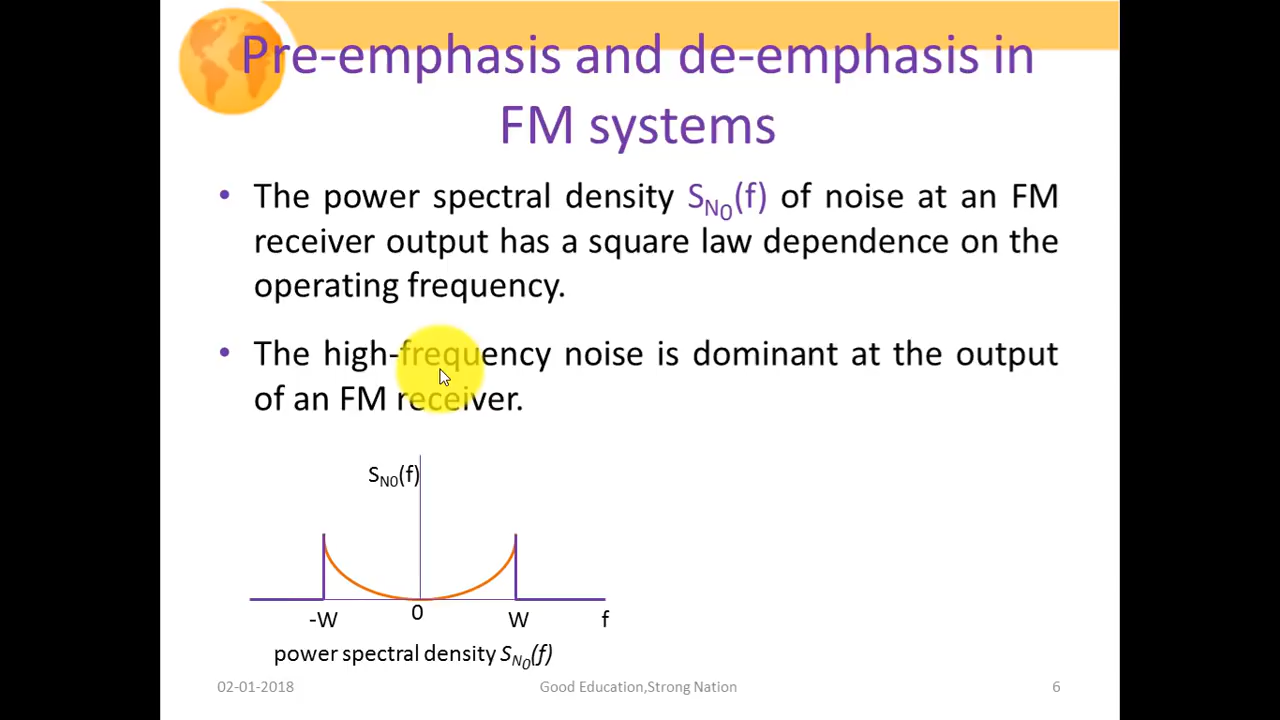 Pre-emphasis and de-emphasis in
FM systems
• The power spectral density SN0(f) of noise at an FM
receiver output has a square law dependence on the
operating frequency.
• The high-frequency noise is dominant at the output
of an FM receiver.
SN0(f)
-W 0 W f
power spectral density SN0(f)
02-01-2018 Good Education,Strong Nation 6